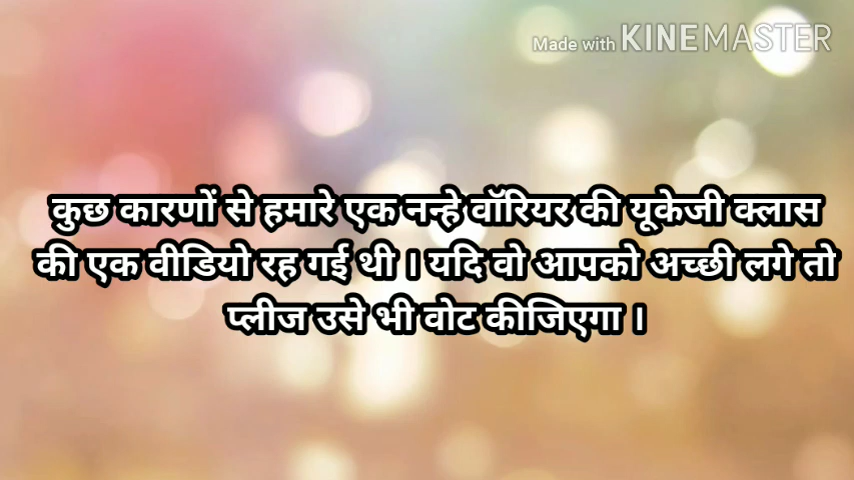 Made with KINEMASTER
कुछ कारणों से हमारे एक नन्हे वॉरियर की यूकेजी क्लास
की एक वीडियो रह गई थी । यदि वो आपको अच्छी लगे तो
प्लीज उसे भी वोट कीजिएगा ।